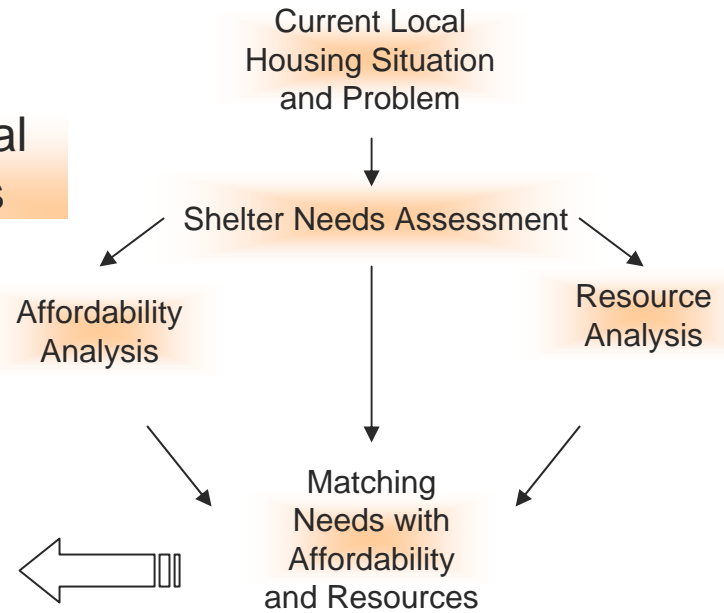 Current Local
Housing Situation
and Problem
Shelter Needs Assessment
Affordability
Analysis
Resource
Analysis
Matching
Needs with
Affordability
and Resources